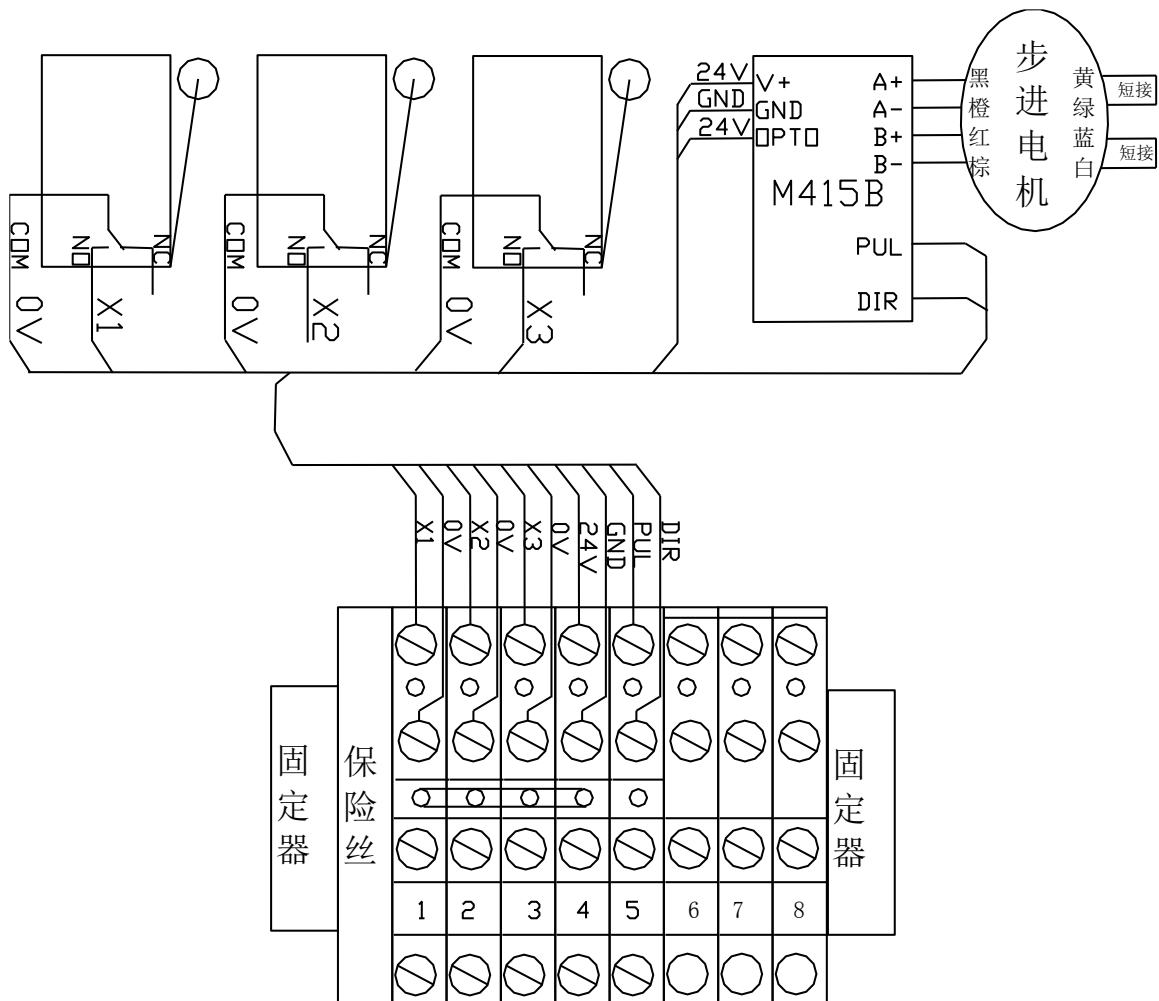 24V
GND
24V
V+
GND
OPTO
M415B
A+
A-
B+
B-
PUL
DIR
黑
橙
红
棕
步进电机
黄
绿
蓝
白
短接
短接
COM
NO
NC
0V
X1
COM
NO
NC
0V
X2
COM
NO
NC
0V
X3
X1
0V
X2
0V
X3
0V
24V
GND
PUL
DIR
固定器
保险丝
固定器
1 2 3 4 5 6 7 8